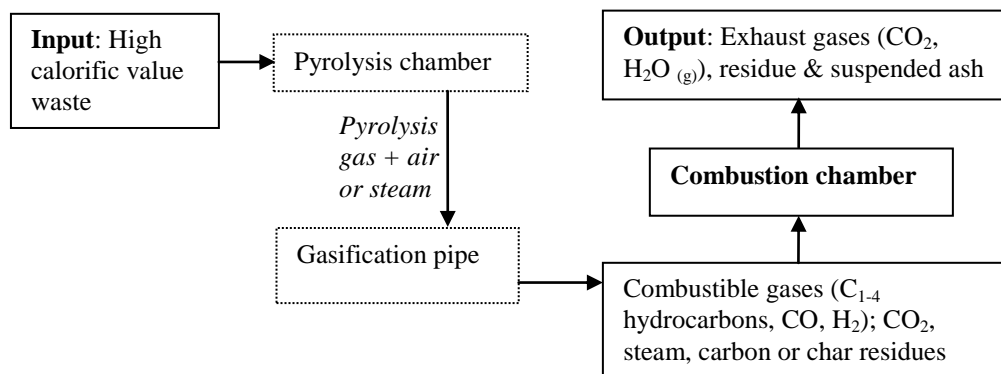 Input: High
calorific value
waste
Pyrolysis chamber
Pyrolysis
gas + air
or steam
Gasification pipe
Combustible gases (C₁₋₄
hydrocarbons, CO, H₂); CO₂,
steam, carbon or char residues
Combustion chamber
Output: Exhaust gases (CO₂,
H₂O ₍g₎), residue & suspended ash